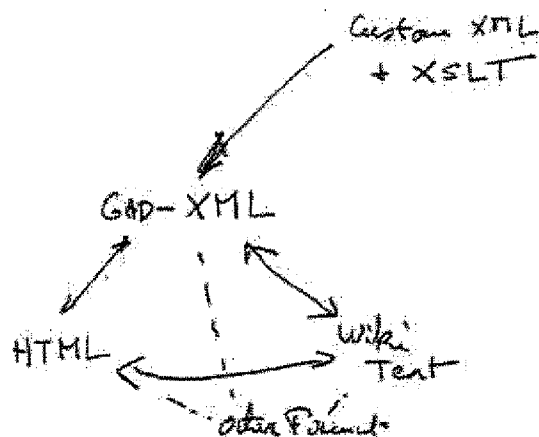 Custom XML
+ XSLT
GAD-XML
HTML
Wiki
Text
Other Formats